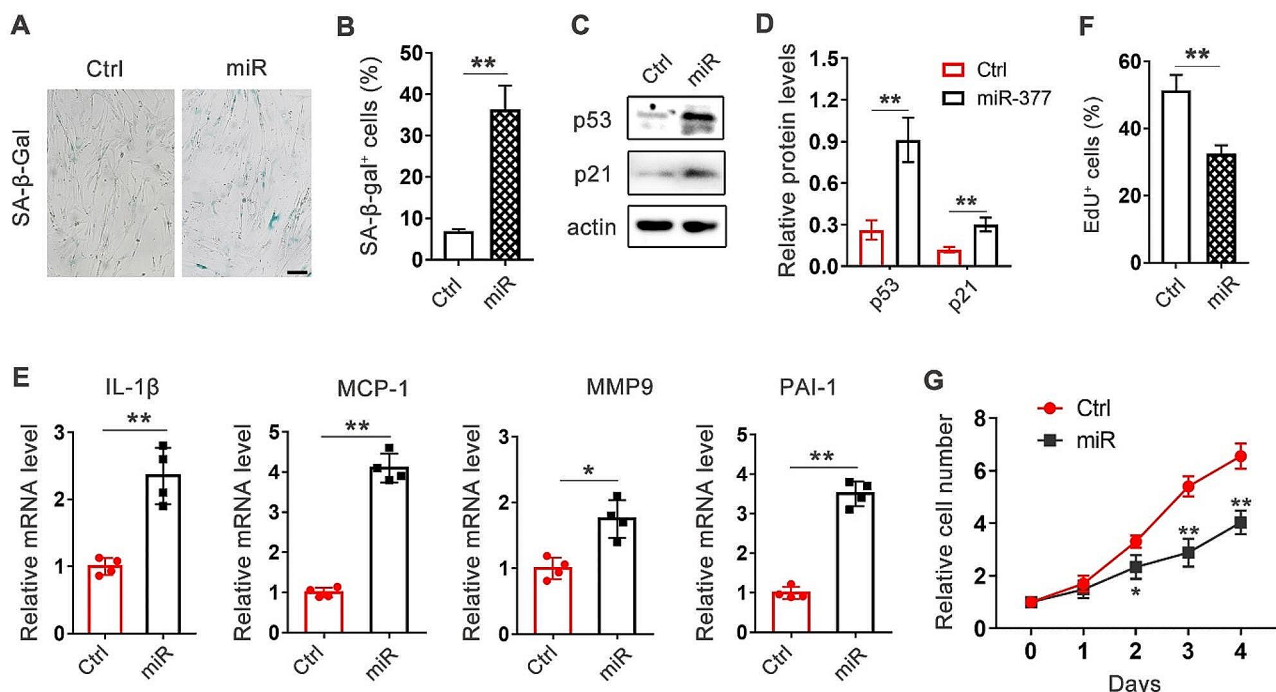 A
Ctrl
miR
SA-β-Gal
B
SA-β-gal⁺ cells (%)
50
40
30
20
10
0
**
Ctrl
miR
C
Ctrl
miR
p53
p21
actin
D
Relative protein levels
1.5
1.2
0.9
0.6
0.3
0.0
Ctrl
miR-377
**
**
p53
p21
F
EdU⁺ cells (%)
60
40
20
0
**
Ctrl
miR
E
IL-1β
Relative mRNA level
3
2
1
0
**
Ctrl
miR
MCP-1
Relative mRNA level
5
4
3
2
1
0
**
Ctrl
miR
MMP9
Relative mRNA level
3
2
1
0
*
Ctrl
miR
PAI-1
Relative mRNA level
5
4
3
2
1
0
**
Ctrl
miR
G
Relative cell number
8
6
4
2
0
Ctrl
miR
*
**
**
0 1 2 3 4
Days